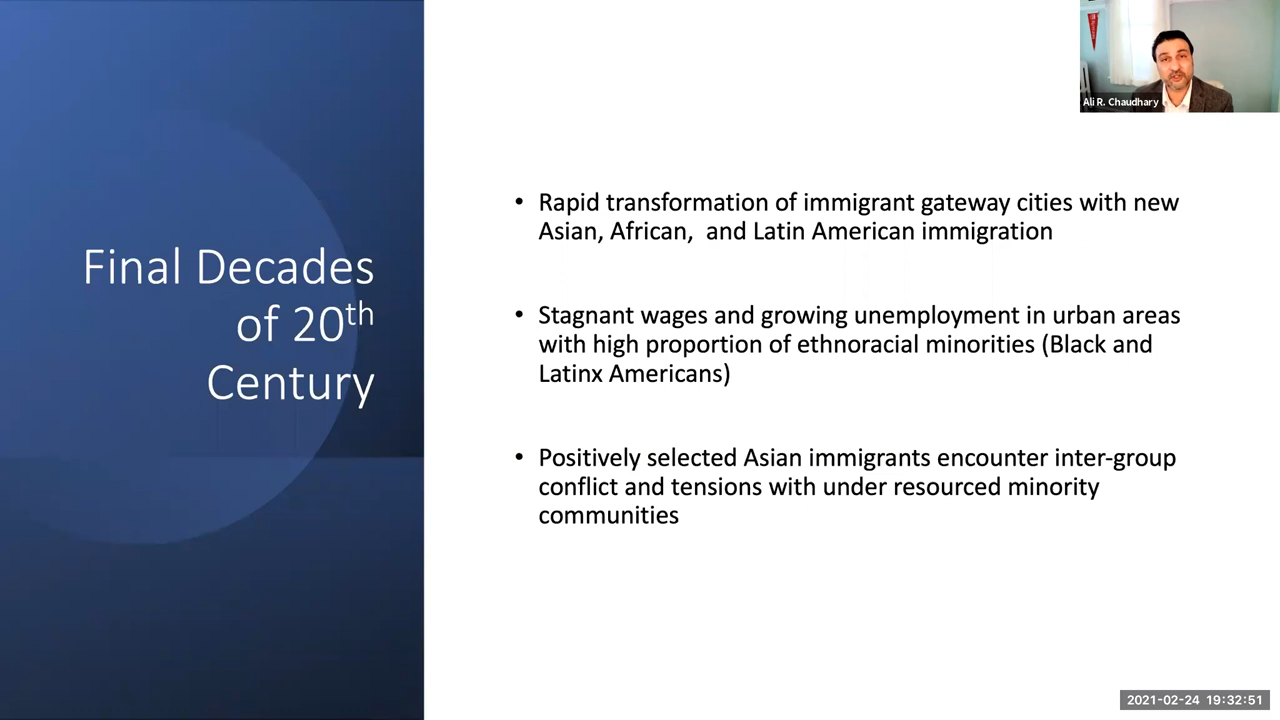 Ali R. Chaudhary
Final Decades
of 20th
Century
• Rapid transformation of immigrant gateway cities with new
Asian, African,  and Latin American immigration
• Stagnant wages and growing unemployment in urban areas
with high proportion of ethnoracial minorities (Black and
Latinx Americans)
• Positively selected Asian immigrants encounter inter-group
conflict and tensions with under resourced minority
communities
2021-02-24 19:32:51